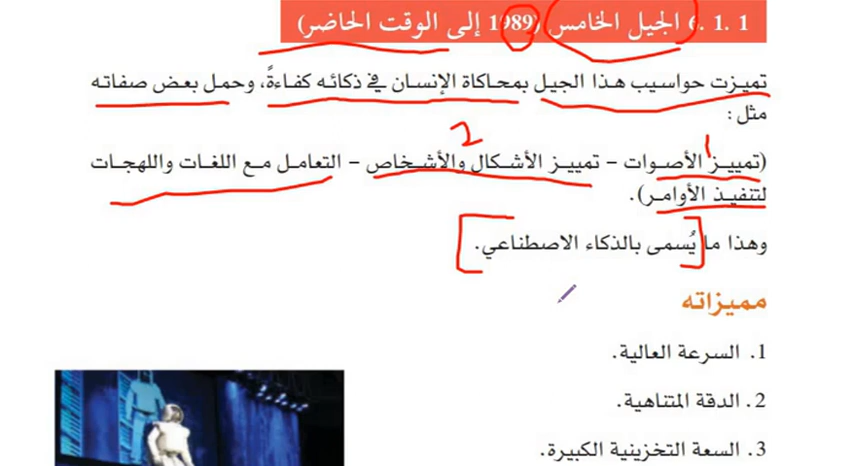 6. 1. 1 الجيل الخامس (1989 إلى الوقت الحاضر)
تميزت حواسيب هذا الجيل بمحاكاة الإنسان في ذكائه كفاءةً، وحمل بعض صفاته
مثل :
1
2
(تمييز الأصوات – تمييز الأشكال والأشخاص – التعامل مع اللغات واللهجات
لتنفيذ الأوامر).
وهذا ما يُسمى بالذكاء الاصطناعي.
مميزاته
1. السرعة العالية.
2. الدقة المتناهية.
3. السعة التخزينية الكبيرة.